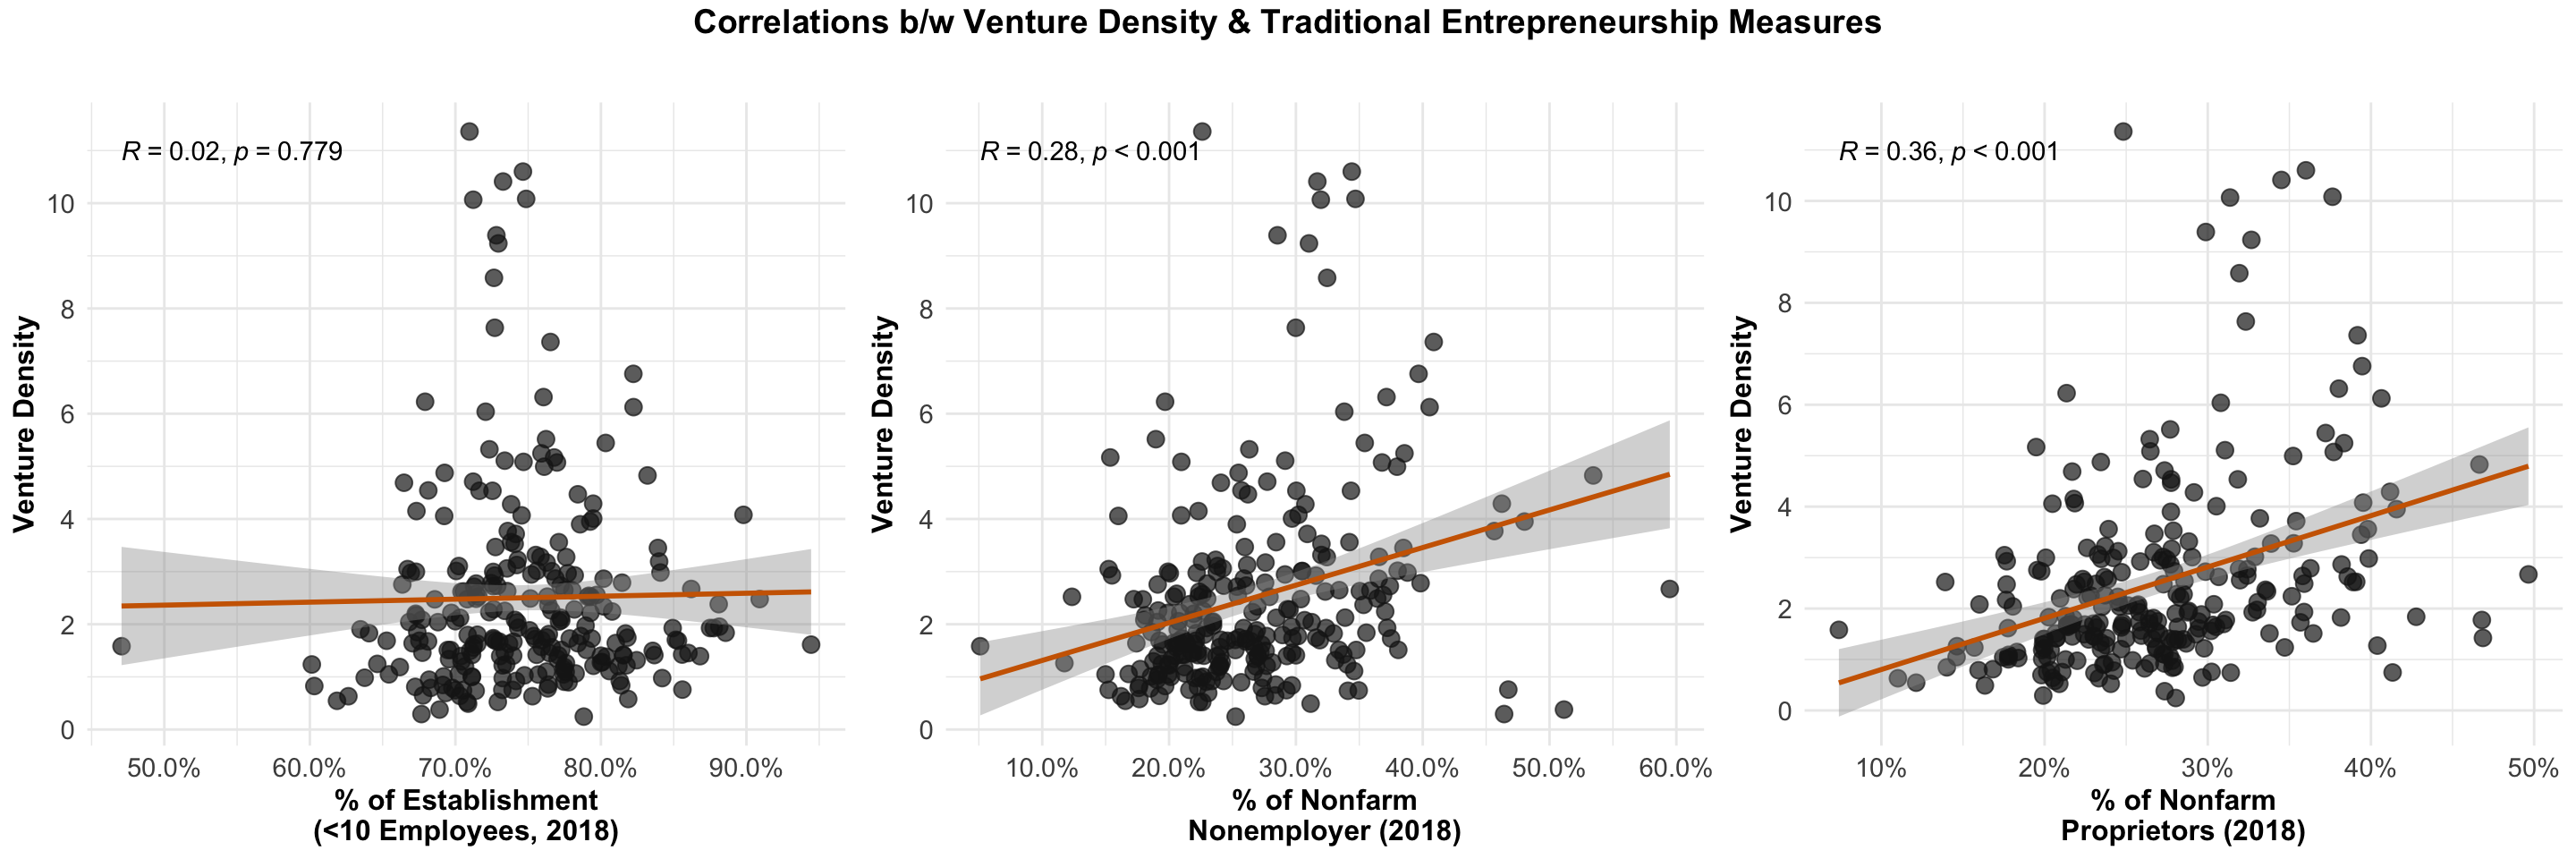 Correlations b/w Venture Density & Traditional Entrepreneurship Measures
R = 0.02, p = 0.779
Venture Density
10
8
6
4
2
0
50.0% 60.0% 70.0% 80.0% 90.0%
% of Establishment
(<10 Employees, 2018)
R = 0.28, p < 0.001
Venture Density
10
8
6
4
2
0
10.0% 20.0% 30.0% 40.0% 50.0% 60.0%
% of Nonfarm
Nonemployer (2018)
R = 0.36, p < 0.001
Venture Density
10
8
6
4
2
0
10% 20% 30% 40% 50%
% of Nonfarm
Proprietors (2018)